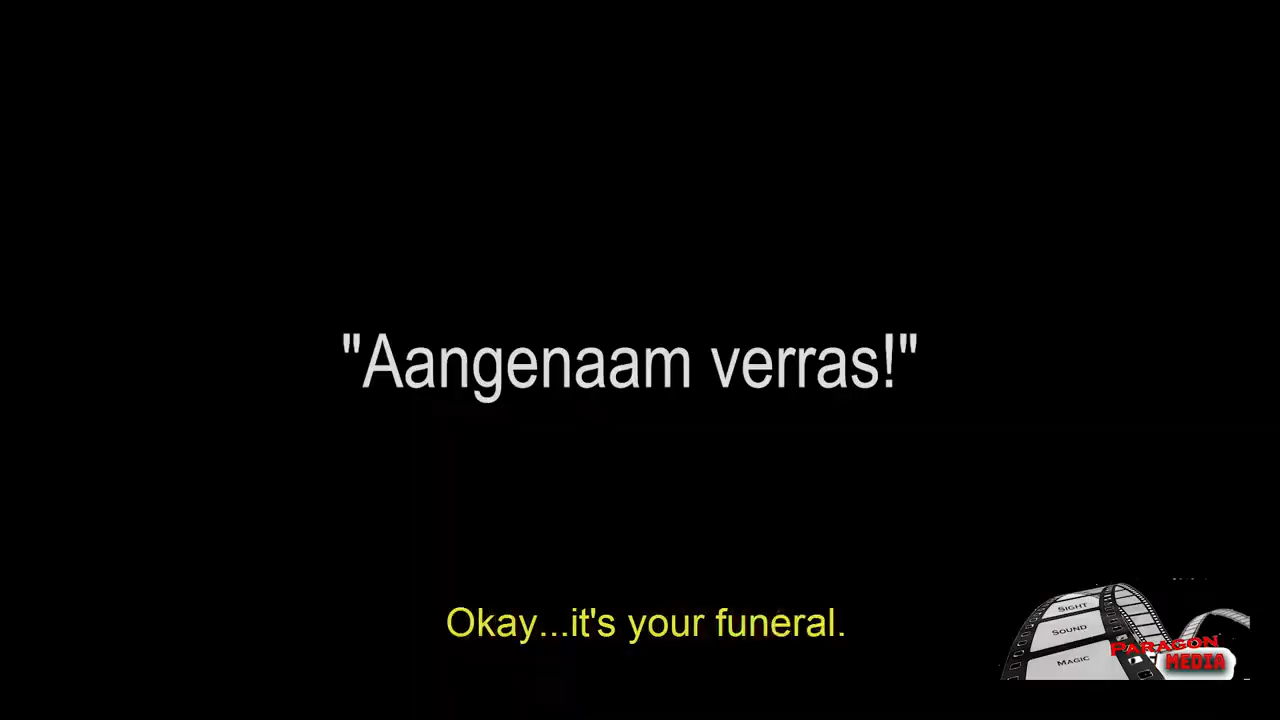 "Aangenaam verras!"
Okay...it's your funeral.
SIGHT
SOUND
MAGIC
PARAGON
MEDIA